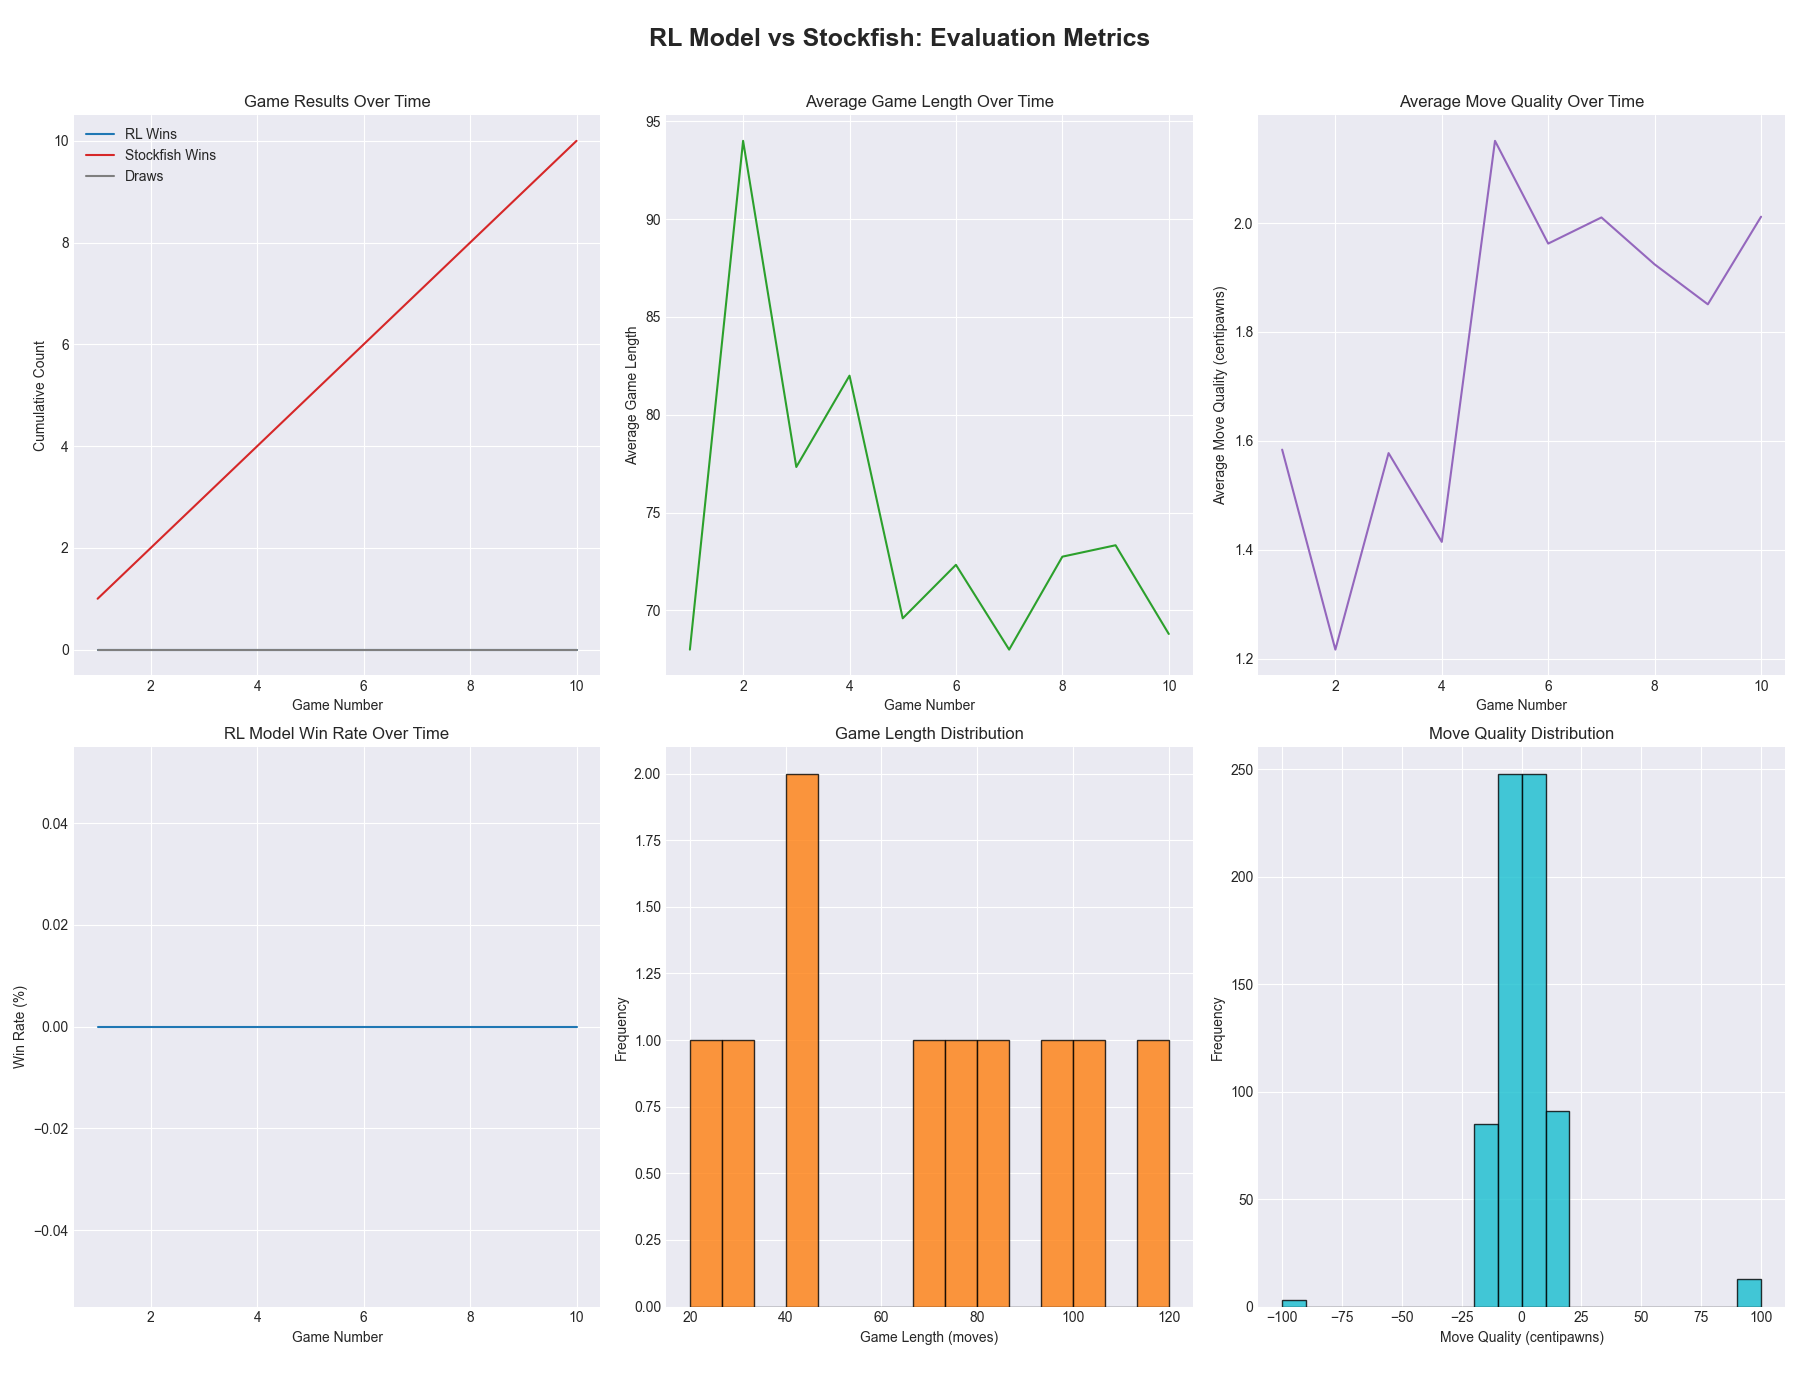 RL Model vs Stockfish: Evaluation Metrics
Game Results Over Time
RL Wins
Stockfish Wins
Draws
10
8
6
4
2
0
Cumulative Count
2 4 6 8 10
Game Number
Average Game Length Over Time
95
90
85
80
75
70
Average Game Length
2 4 6 8 10
Game Number
Average Move Quality Over Time
2.0
1.8
1.6
1.4
1.2
Average Move Quality (centipawns)
2 4 6 8 10
Game Number
RL Model Win Rate Over Time
0.04
0.02
0.00
−0.02
−0.04
Win Rate (%)
2 4 6 8 10
Game Number
Game Length Distribution
2.00
1.75
1.50
1.25
1.00
0.75
0.50
0.25
0.00
Frequency
20 40 60 80 100 120
Game Length (moves)
Move Quality Distribution
250
200
150
100
50
0
Frequency
−100 −75 −50 −25 0 25 50 75 100
Move Quality (centipawns)